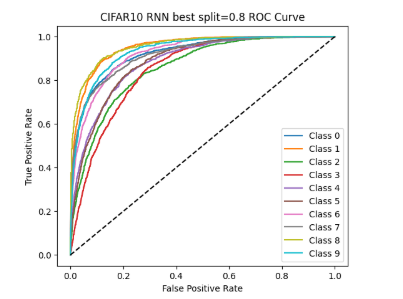 CIFAR10 RNN best split=0.8 ROC Curve
True Positive Rate
1.0
0.8
0.6
0.4
0.2
0.0
Class 0
Class 1
Class 2
Class 3
Class 4
Class 5
Class 6
Class 7
Class 8
Class 9
0.0 0.2 0.4 0.6 0.8 1.0
False Positive Rate